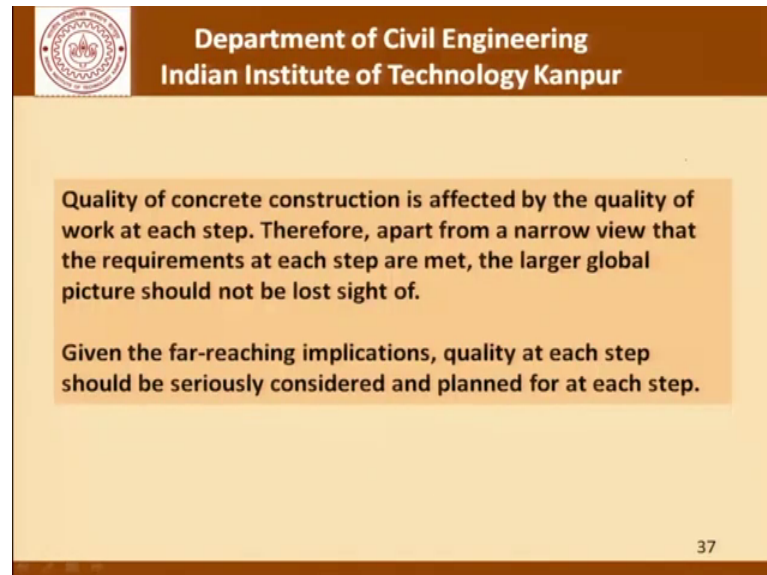 Department of Civil Engineering
Indian Institute of Technology Kanpur
Quality of concrete construction is affected by the quality of
work at each step. Therefore, apart from a narrow view that
the requirements at each step are met, the larger global
picture should not be lost sight of.
Given the far-reaching implications, quality at each step
should be seriously considered and planned for at each step.
37